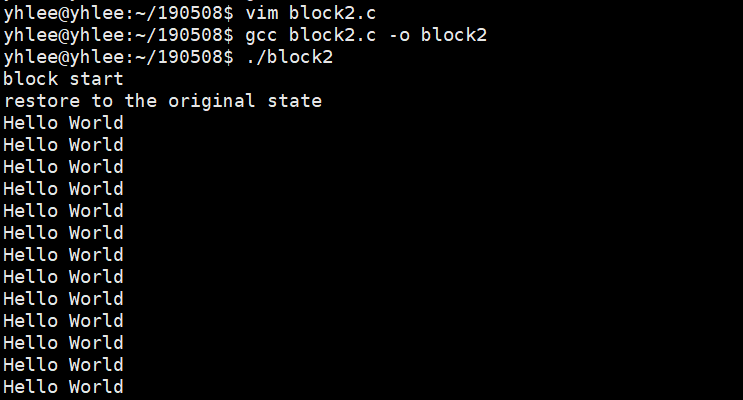 yhlee@yhlee:~/190508$ vim block2.c
yhlee@yhlee:~/190508$ gcc block2.c -o block2
yhlee@yhlee:~/190508$ ./block2
block start
restore to the original state
Hello World
Hello World
Hello World
Hello World
Hello World
Hello World
Hello World
Hello World
Hello World
Hello World
Hello World
Hello World
Hello World